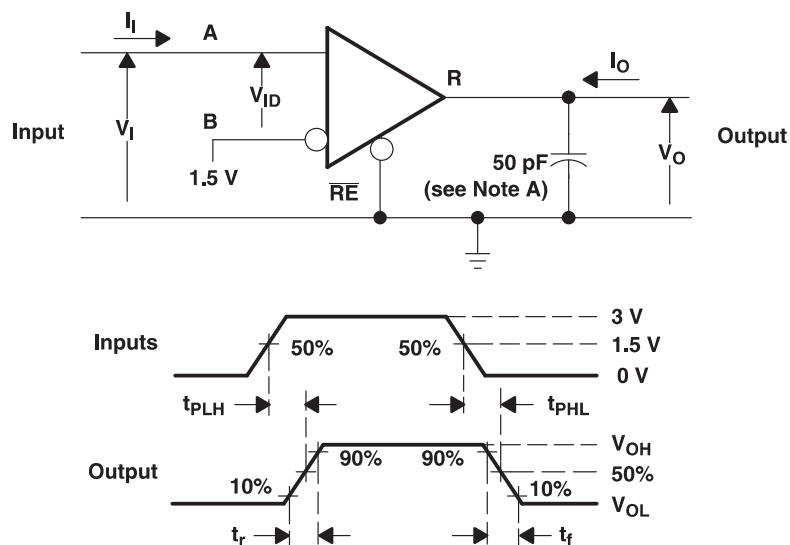 I_I
A
R
I_O
V_ID
B
Input
V_I
1.5 V
RE
50 pF
(see Note A)
V_O
Output
Inputs
50%
50%
3 V
1.5 V
0 V
t_PLH
t_PHL
Output
10%
90%
90%
10%
V_OH
50%
V_OL
t_r
t_f